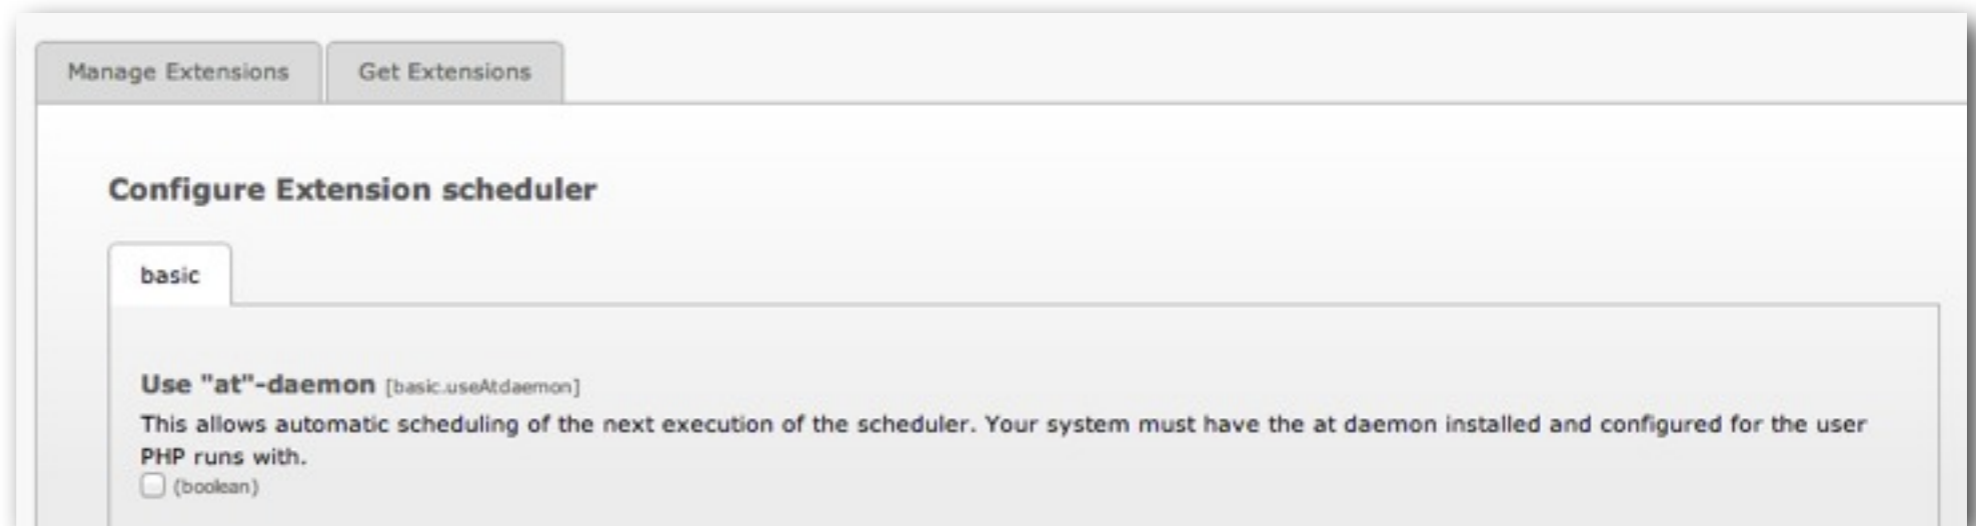 Manage Extensions Get Extensions
Configure Extension scheduler
basic
Use "at"-daemon [basic.useAtdaemon]
This allows automatic scheduling of the next execution of the scheduler. Your system must have the at daemon installed and configured for the user
PHP runs with.
(boolean)